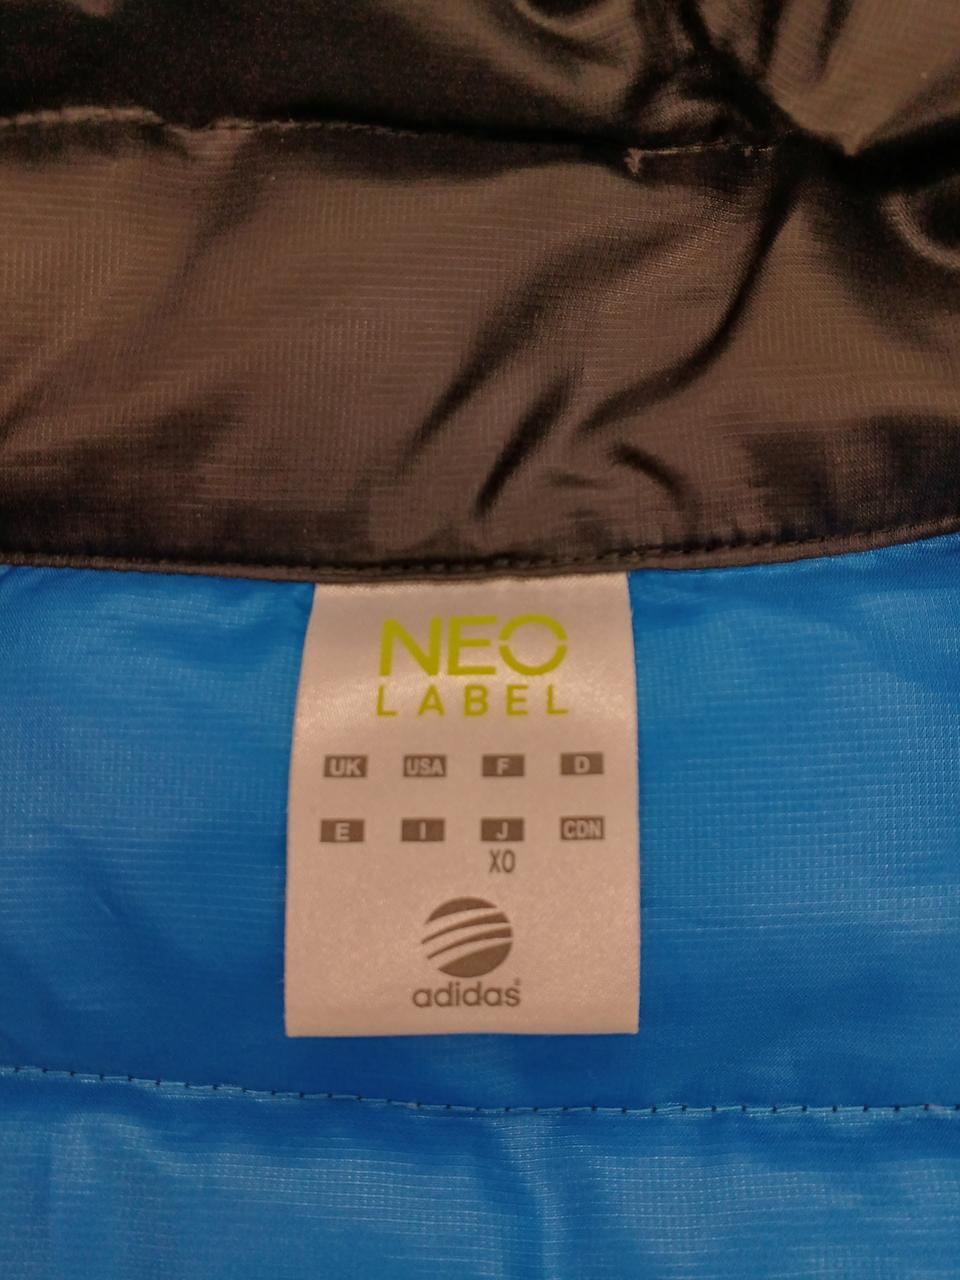 NEO
LABEL
UK USA F D
E I J CDN
XO
adidas®